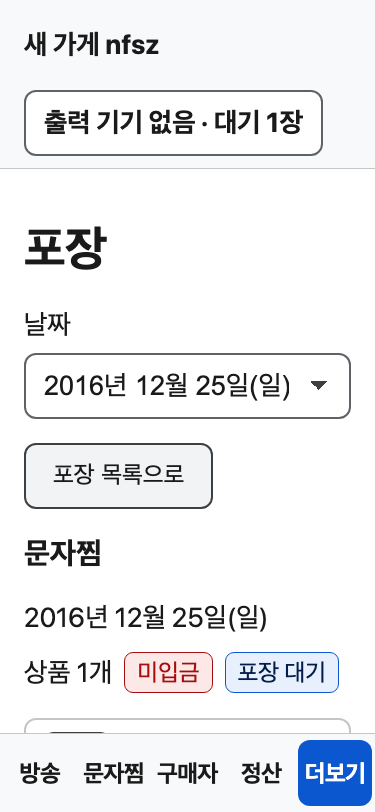 새 가게 nfsz
출력 기기 없음 · 대기 1장
포장
날짜
2016년 12월 25일(일)
포장 목록으로
문자찜
2016년 12월 25일(일)
상품 1개 미입금 포장 대기
방송 문자찜 구매자 정산 더보기